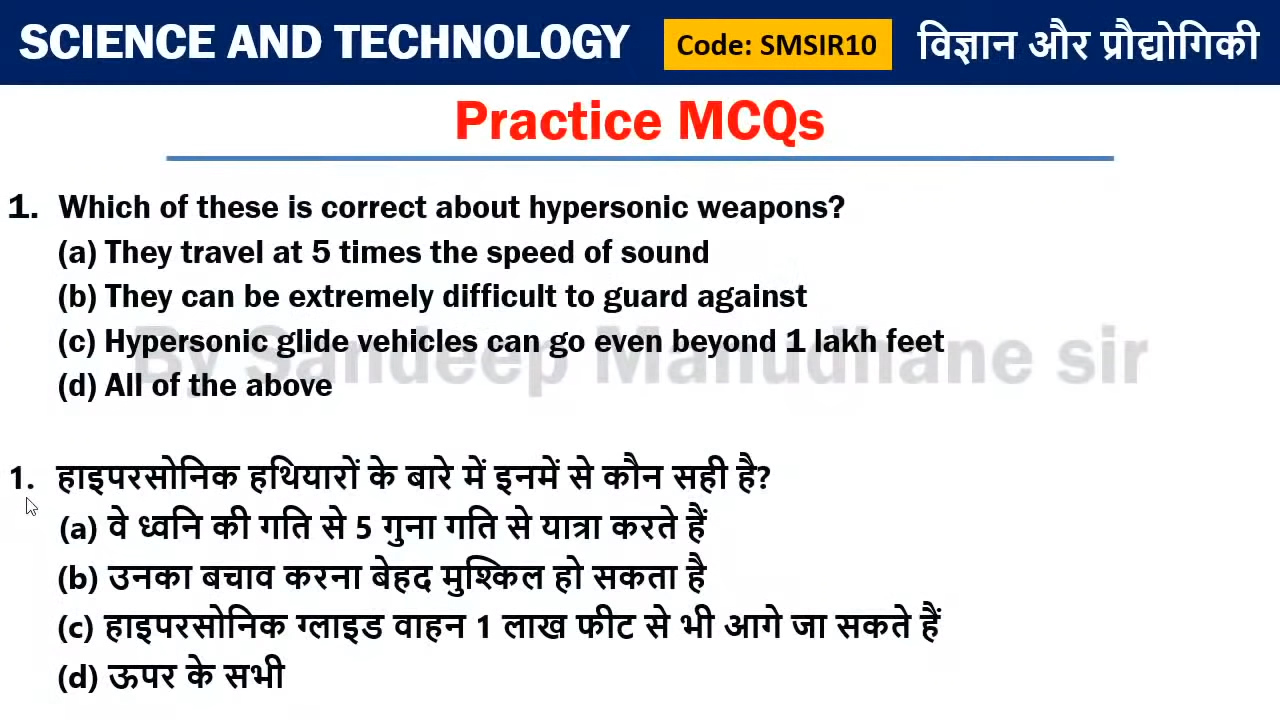 SCIENCE AND TECHNOLOGY
Code: SMSIR10
विज्ञान और प्रौद्योगिकी
Practice MCQs
1. Which of these is correct about hypersonic weapons?
(a) They travel at 5 times the speed of sound
(b) They can be extremely difficult to guard against
(c) Hypersonic glide vehicles can go even beyond 1 lakh feet
By Sandeep Manudhane sir
(d) All of the above
1. हाइपरसोनिक हथियारों के बारे में इनमें से कौन सही है?
(a) वे ध्वनि की गति से 5 गुना गति से यात्रा करते हैं
(b) उनका बचाव करना बेहद मुश्किल हो सकता है
(c) हाइपरसोनिक ग्लाइड वाहन 1 लाख फीट से भी आगे जा सकते हैं
(d) ऊपर के सभी